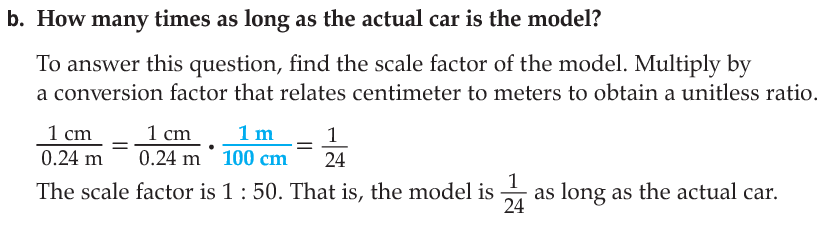 b. How many times as long as the actual car is the model?
To answer this question, find the scale factor of the model. Multiply by
a conversion factor that relates centimeter to meters to obtain a unitless ratio.
1 cm/0.24 m = 1 cm/0.24 m · 1 m/100 cm = 1/24
The scale factor is 1 : 50. That is, the model is 1/24 as long as the actual car.